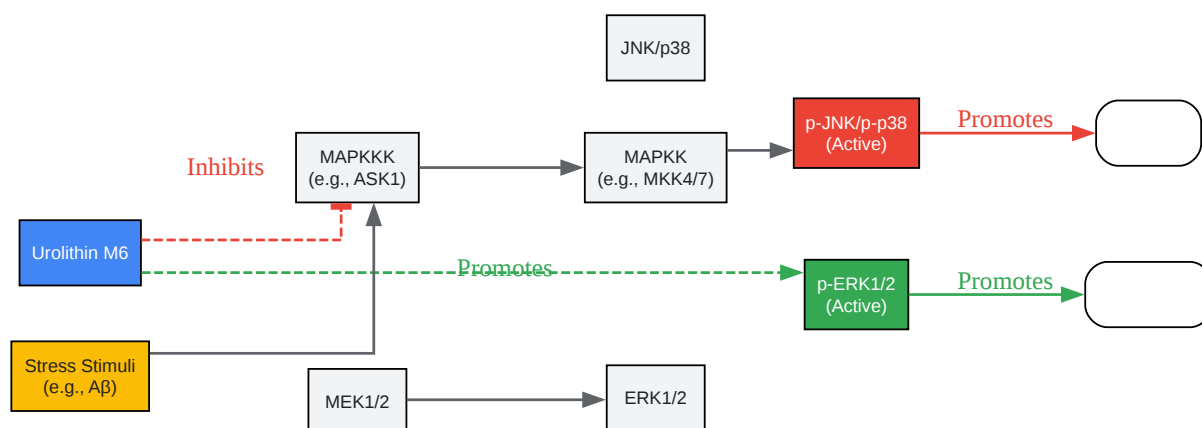 JNK/p38
p-JNK/p-p38
(Active)
Promotes
MAPKKK
(e.g., ASK1)
MAPKK
(e.g., MKK4/7)
Inhibits
Urolithin M6
Promotes
p-ERK1/2
(Active)
Promotes
Stress Stimuli
(e.g., Aβ)
MEK1/2
ERK1/2